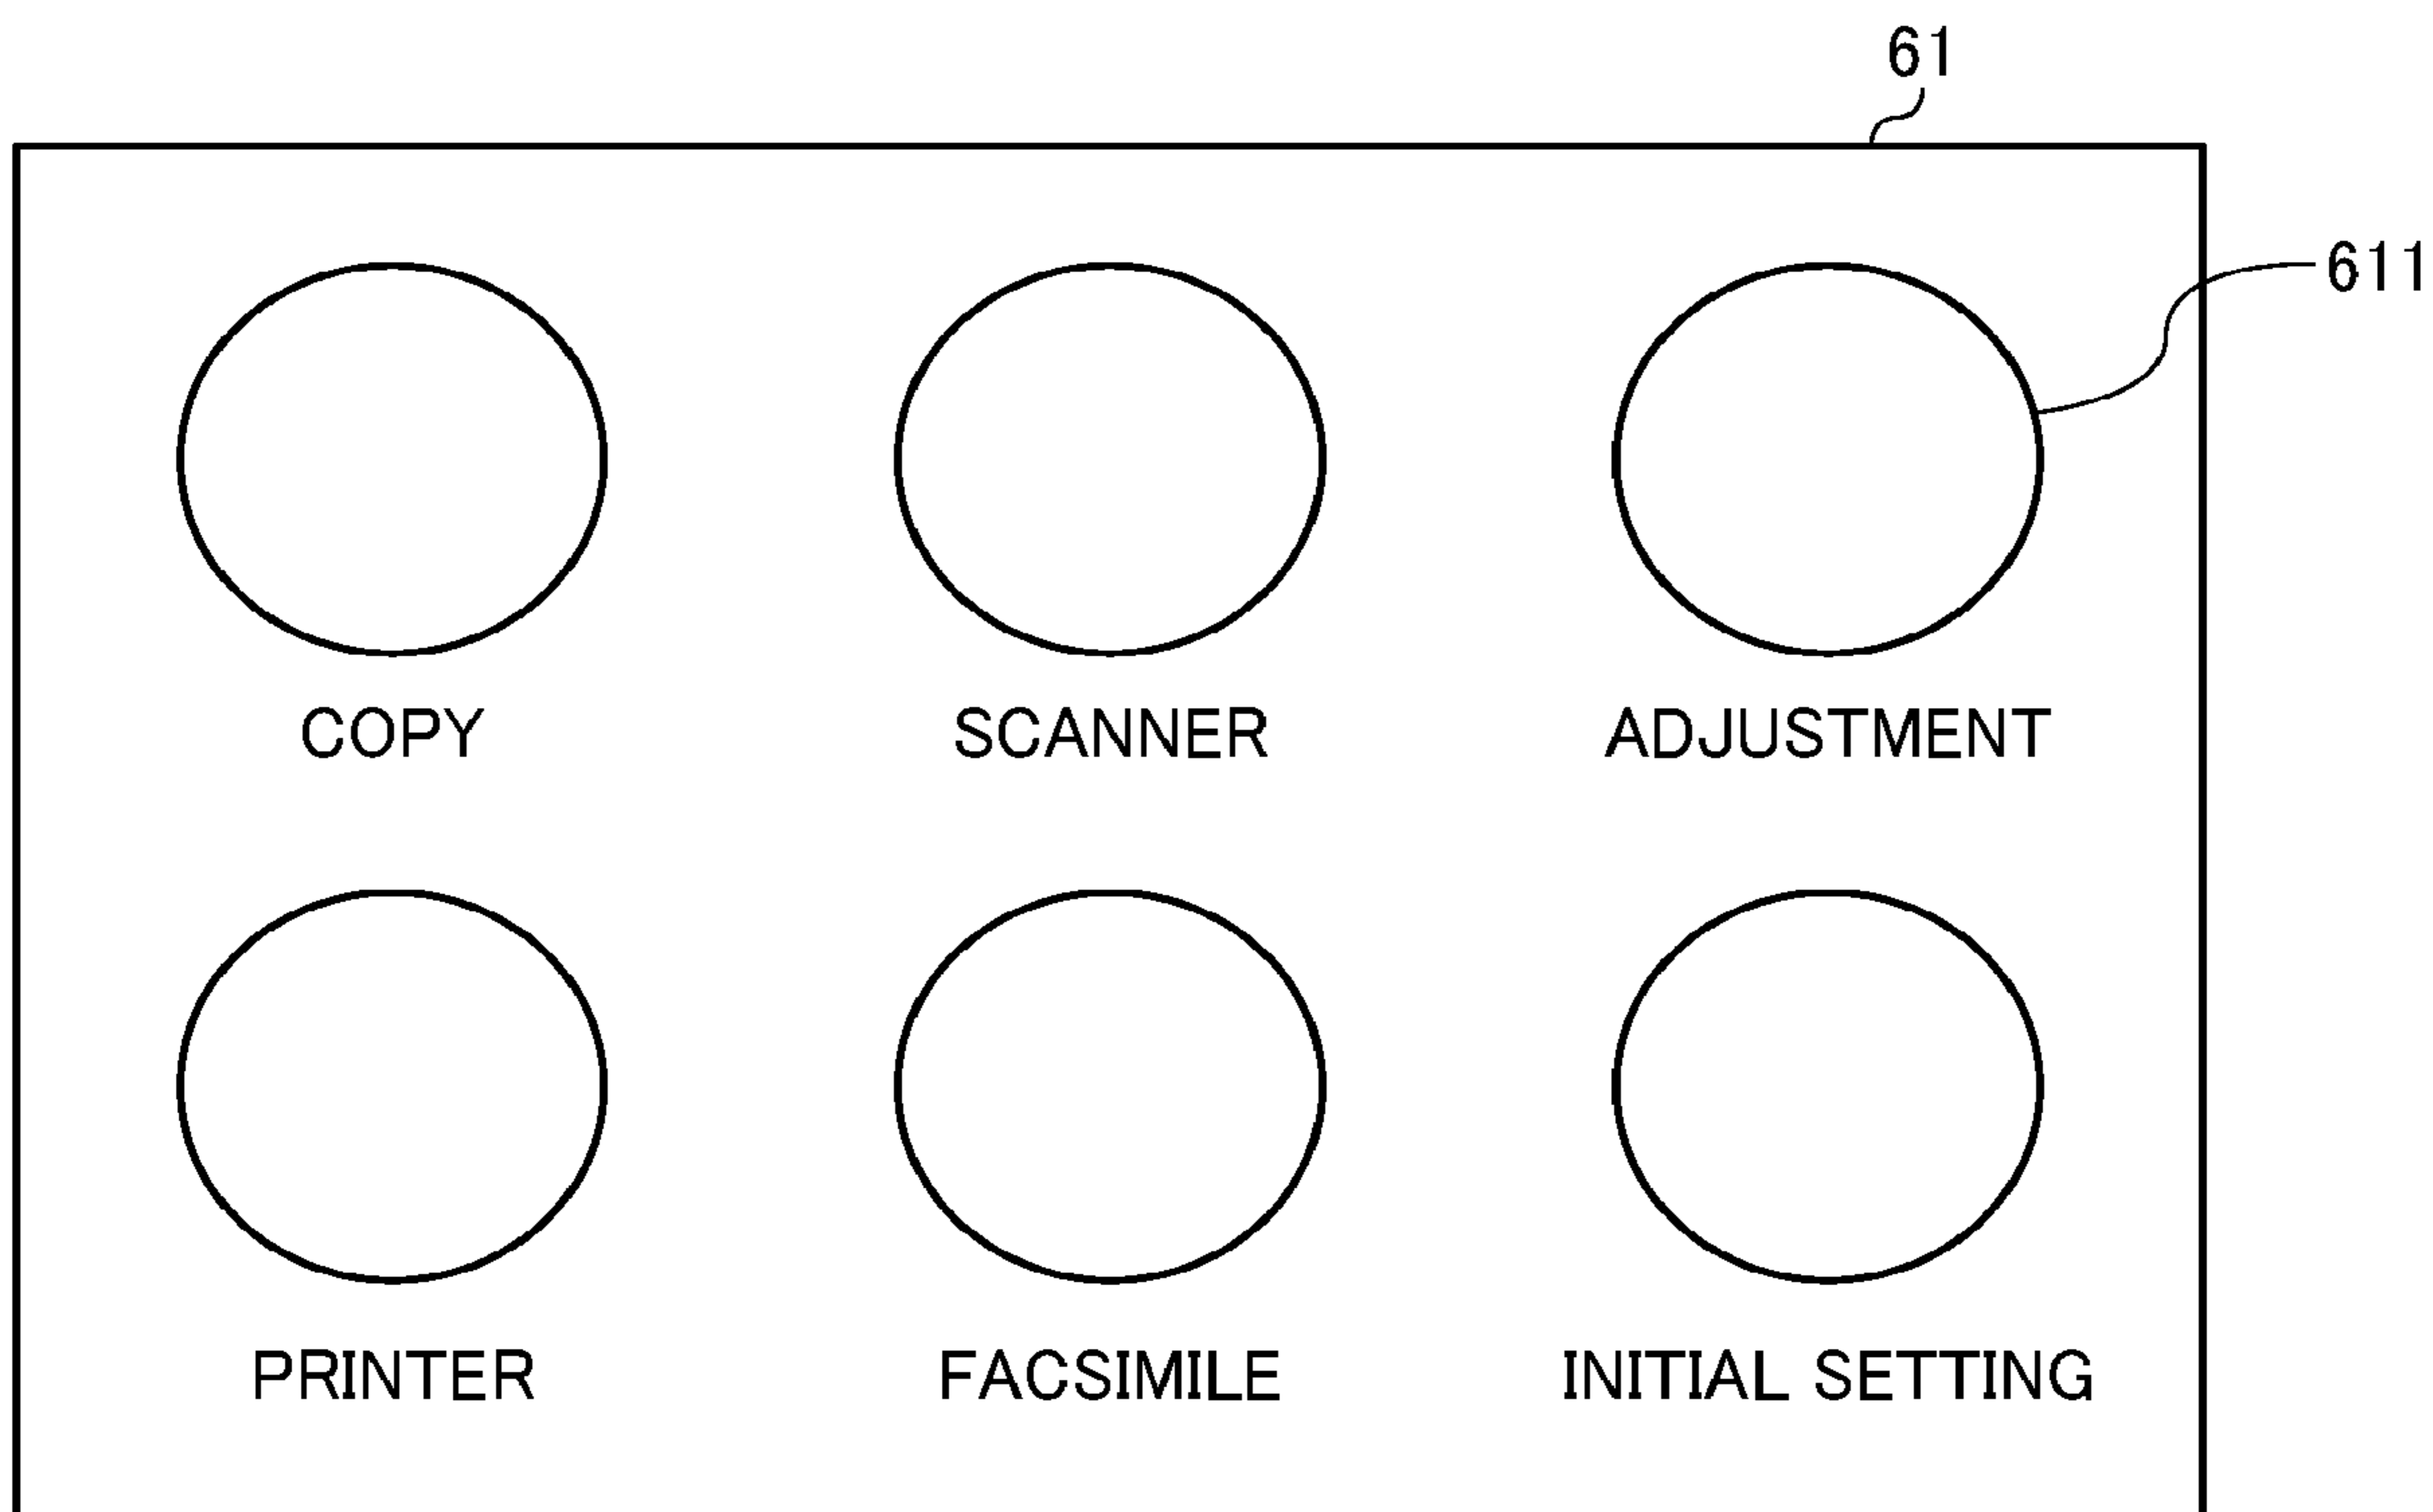 61
611
COPY SCANNER ADJUSTMENT
PRINTER FACSIMILE INITIAL SETTING